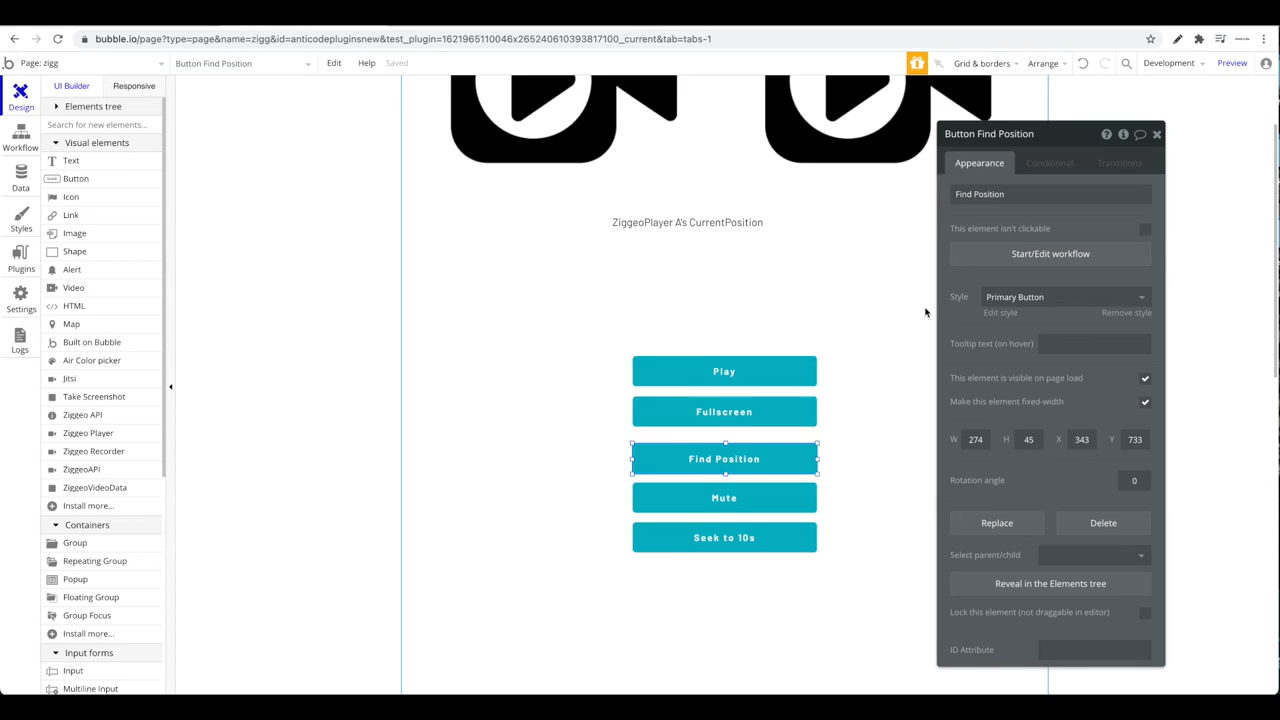 bubble.io/page?type=page&name=zigg&id=anticodepluginsnew&test_plugin=1621965110046x265240610393817100_current&tab=tabs-1
Page: zigg
Button Find Position
Edit
Help
Saved
Grid & borders
Arrange
Development
Preview
Design
Workflow
Data
Styles
Plugins
Settings
Logs
UI Builder
Responsive
Elements tree
Search for new elements...
Visual elements
Text
Button
Icon
Link
Image
Shape
Alert
Video
HTML
Map
Built on Bubble
Air Color picker
Jitsi
Take Screenshot
Ziggeo API
Ziggeo Player
Ziggeo Recorder
ZiggeoAPI
ZiggeoVideoData
Install more...
Containers
Group
Repeating Group
Popup
Floating Group
Group Focus
Install more...
Input forms
Input
Multiline Input
ZiggeoPlayer A's CurrentPosition
Play
Fullscreen
Find Position
Mute
Seek to 10s
Button Find Position
Appearance
Conditional
Transitions
Find Position
This element isn't clickable
Start/Edit workflow
Style
Primary Button
Edit style
Remove style
Tooltip text (on hover)
This element is visible on page load
Make this element fixed-width
W 274 H 45 X 343 Y 733
Rotation angle
0
Replace
Delete
Select parent/child
Reveal in the Elements tree
Lock this element (not draggable in editor)
ID Attribute